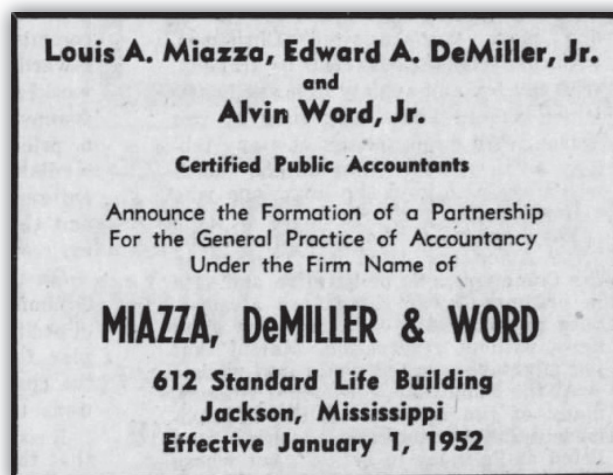 Louis A. Miazza, Edward A. DeMiller, Jr.
and
Alvin Word, Jr.
Certified Public Accountants
Announce the Formation of a Partnership
For the General Practice of Accountancy
Under the Firm Name of
MIAZZA, DeMILLER & WORD
612 Standard Life Building
Jackson, Mississippi
Effective January 1, 1952